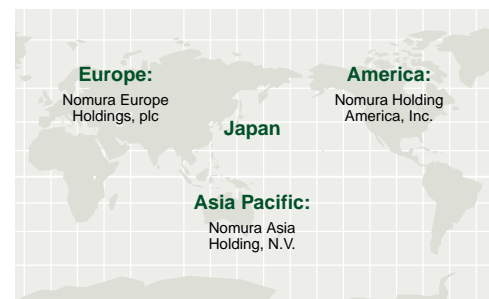 Europe:
Nomura Europe
Holdings, plc
America:
Nomura Holding
America, Inc.
Japan
Asia Pacific:
Nomura Asia
Holding, N.V.